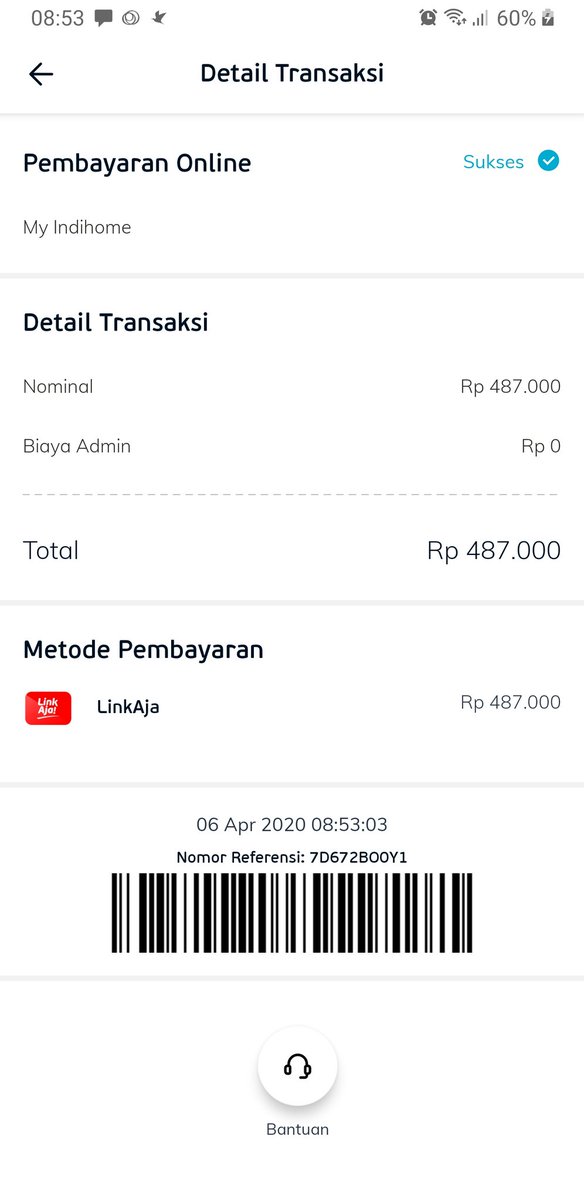 08:53 60%
Detail Transaksi
Pembayaran Online Sukses
My Indihome
Detail Transaksi
Nominal Rp 487.000
Biaya Admin Rp 0
Total Rp 487.000
Metode Pembayaran
Link Aja! LinkAja Rp 487.000
06 Apr 2020 08:53:03
Nomor Referensi: 7D672BO0Y1
Bantuan